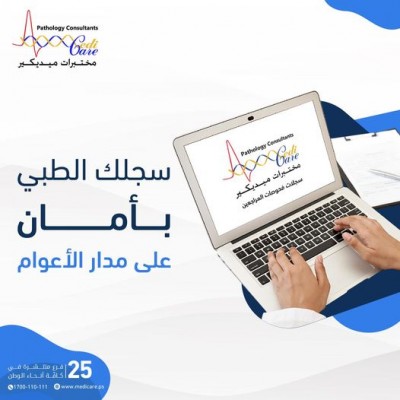 Pathology Consultants
Medi
Care
مختبرات ميديكير
Pathology Consultants
Medi
Care
مختبرات ميديكير
سجلات فحوصات المراجعين
سجلك الطبي
بأمـــان
على مدار الأعوام
25 فرع منتشرة في
كافة أنحاء الوطن
1700-110-111 www.medicare.ps